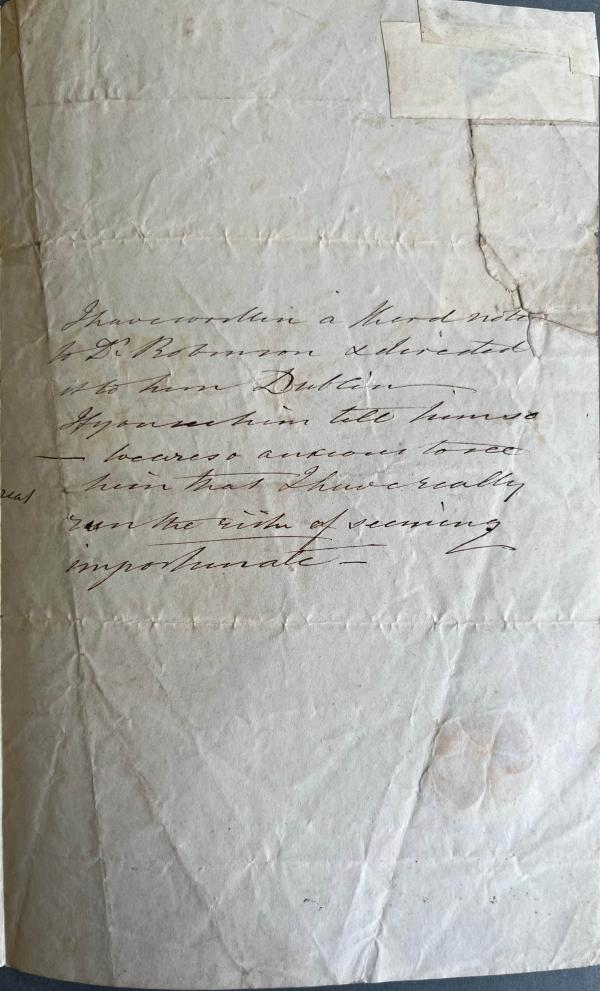 I have written a third note
to Dr. Robinson & directed
it to him Dublin
If you see him tell him so
— we are so anxious to see
him that I have really
run the risk of seeming
importunate —